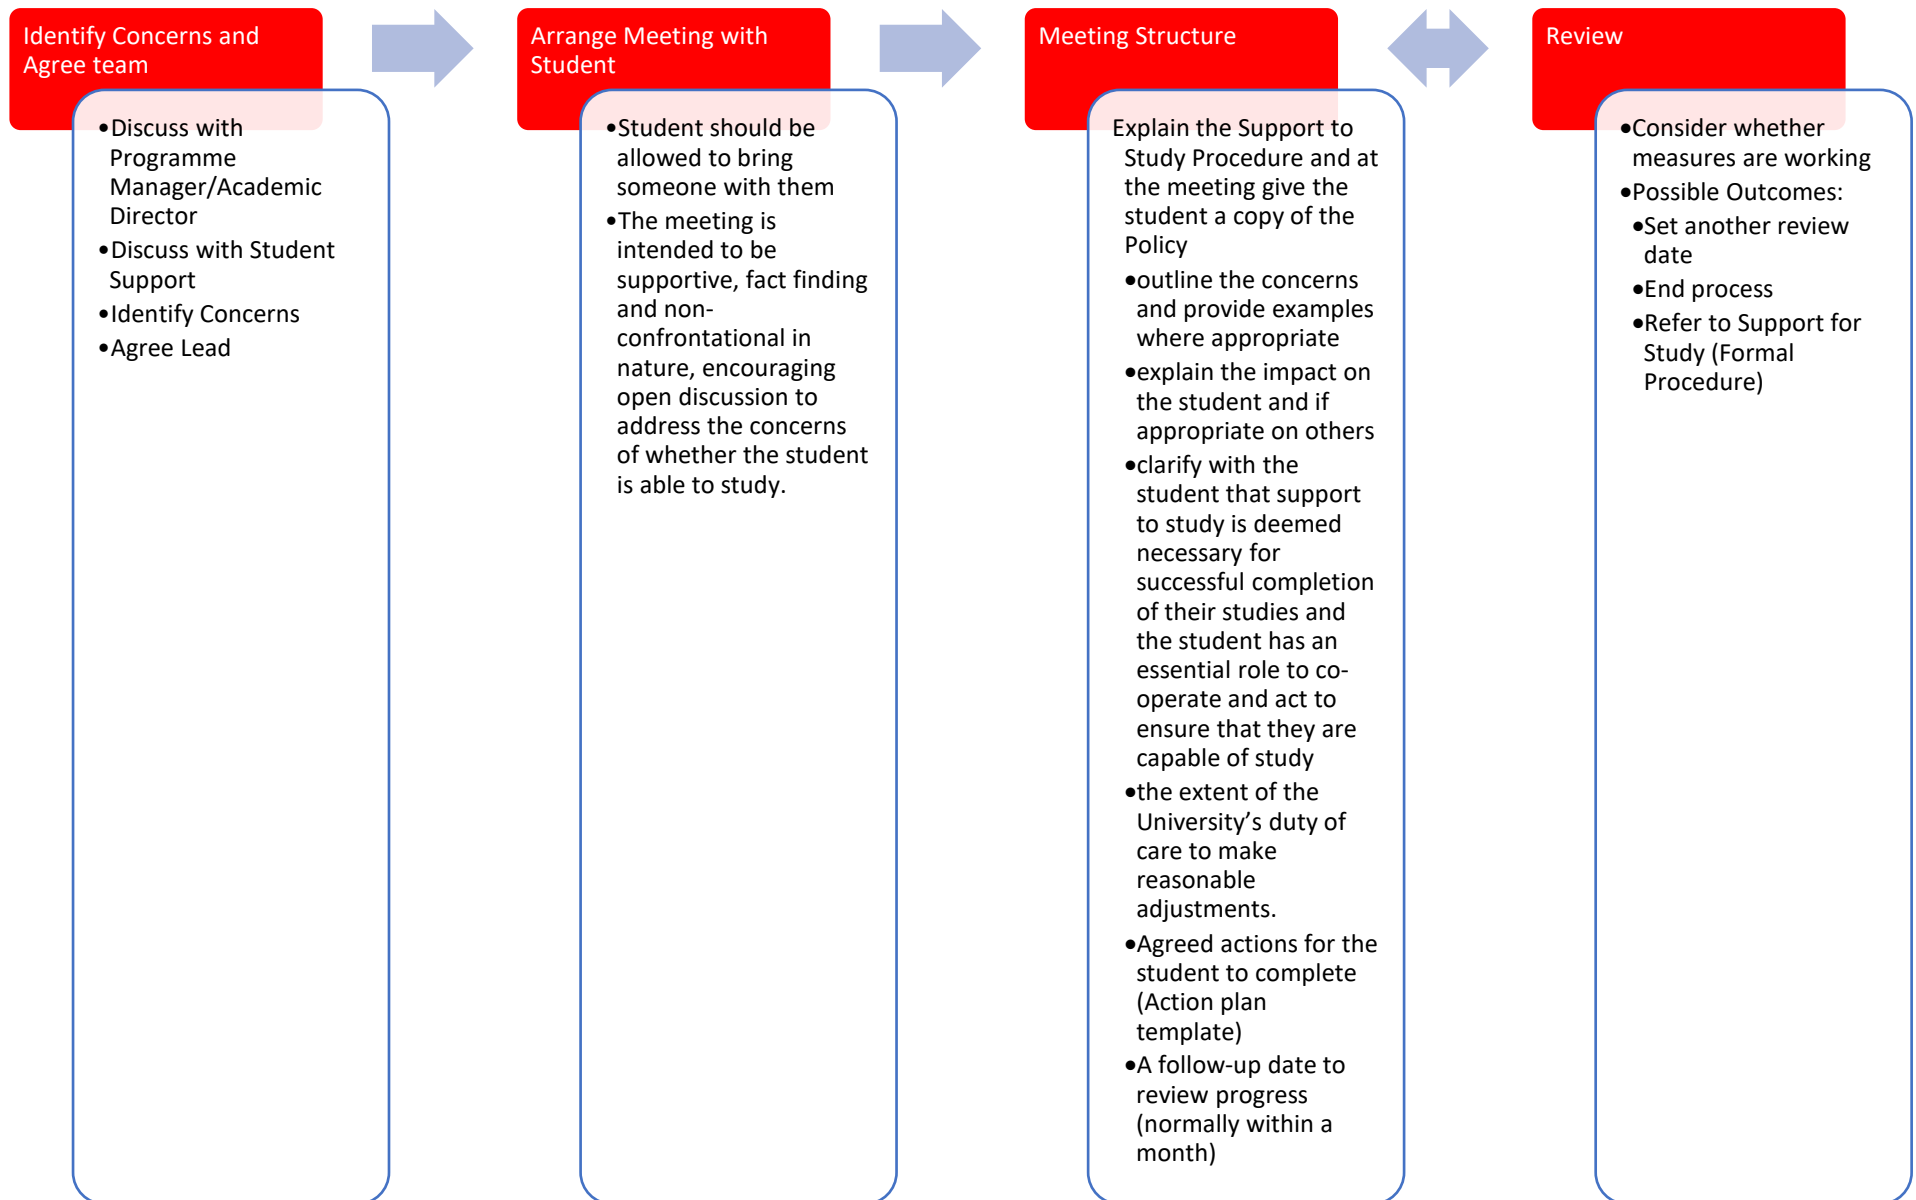 Identify Concerns and
Agree team
•Discuss with
Programme
Manager/Academic
Director
•Discuss with Student
Support
•Identify Concerns
•Agree Lead
Arrange Meeting with
Student
•Student should be
allowed to bring
someone with them
•The meeting is
intended to be
supportive, fact finding
and non-
confrontational in
nature, encouraging
open discussion to
address the concerns
of whether the student
is able to study.
Meeting Structure
Explain the Support to
Study Procedure and at
the meeting give the
student a copy of the
Policy
•outline the concerns
and provide examples
where appropriate
•explain the impact on
the student and if
appropriate on others
•clarify with the
student that support
to study is deemed
necessary for
successful completion
of their studies and
the student has an
essential role to co-
operate and act to
ensure that they are
capable of study
•the extent of the
University’s duty of
care to make
reasonable
adjustments.
•Agreed actions for the
student to complete
(Action plan
template)
•A follow-up date to
review progress
(normally within a
month)
Review
•Consider whether
measures are working
•Possible Outcomes:
•Set another review
date
•End process
•Refer to Support for
Study (Formal
Procedure)